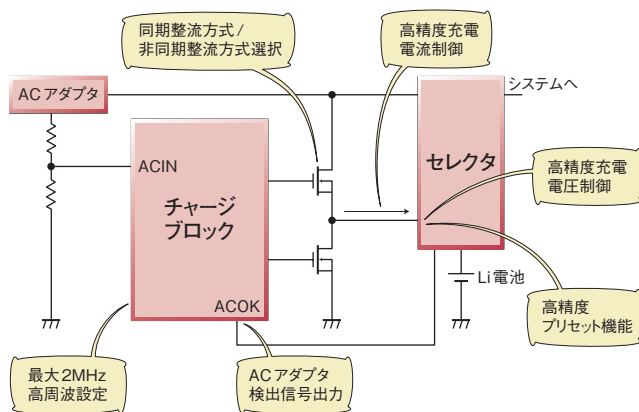 同期整流方式/
非同期整流方式選択
高精度充電
電流制御
ACアダプタ
システムへ
ACIN
チャージ
ブロック
セレクタ
高精度充電
電圧制御
Li電池
ACOK
高精度
プリセット機能
最大2MHz
高周波設定
ACアダプタ
検出信号出力